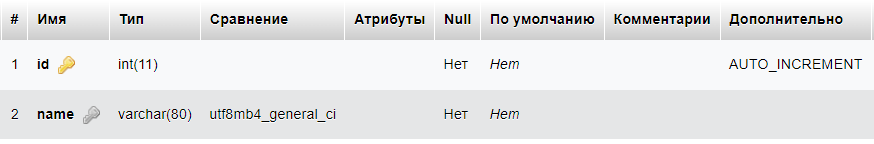 # Имя Тип Сравнение Атрибуты Null По умолчанию Комментарии Дополнительно
1 id int(11) Нет Нет AUTO_INCREMENT
2 name varchar(80) utf8mb4_general_ci Нет Нет